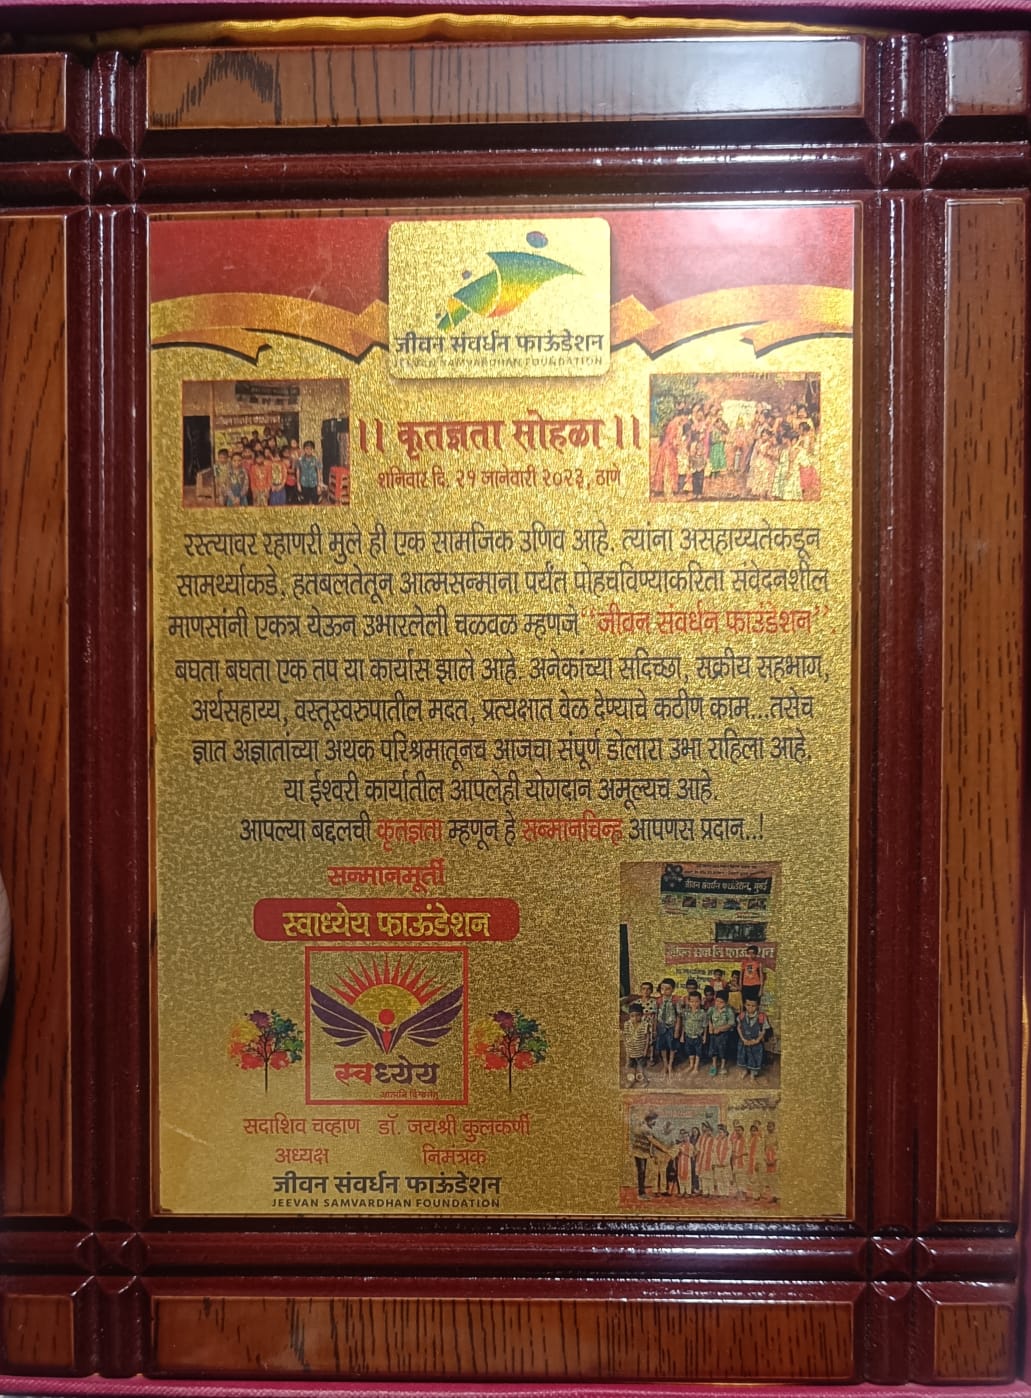 जीवन संवर्धन फाऊंडेशन
JEEVAN SAMVARDHAN FOUNDATION
|| कृतज्ञता सोहळा ||
शनिवार दि. २१ जानेवारी २०२३, ठाणे
रस्त्यावर रहाणरी मुले ही एक सामजिक उणिव आहे. त्यांना असहाय्यतेकडून
सामर्थ्याकडे, हतबलतेतून आत्मसन्माना पर्यंत पोहचविण्याकरिता संवेदनशील
माणसांनी एकत्र येऊन उभारलेली चळवळ म्हणजे "जीवन संवर्धन फाउंडेशन".
बघता बघता एक तप या कार्यास झाले आहे. अनेकांच्या सदिच्छा, सक्रीय सहभाग,
अर्थसहाय्य, वस्तूस्वरुपातील मदत, प्रत्यक्षात वेळ देण्याचे कठीण काम...तसेच
ज्ञात अज्ञातांच्या अथक परिश्रमातूनच आजचा संपूर्ण डोलारा उभा राहिला आहे.
या ईश्वरी कार्यातील आपलेही योगदान अमूल्यच आहे.
आपल्या बद्दलची कृतज्ञता म्हणून हे सन्मानचिन्ह आपणस प्रदान..!
सन्मानमूर्ती
स्वाध्येय फाऊंडेशन
स्वध्येय
सदाशिव चव्हाण डॉ. जयश्री कुलकर्णी
अध्यक्ष निमंत्रक
जीवन संवर्धन फाऊंडेशन
JEEVAN SAMVARDHAN FOUNDATION
जीवन संवर्धन फाऊंडेशन, मुंबई